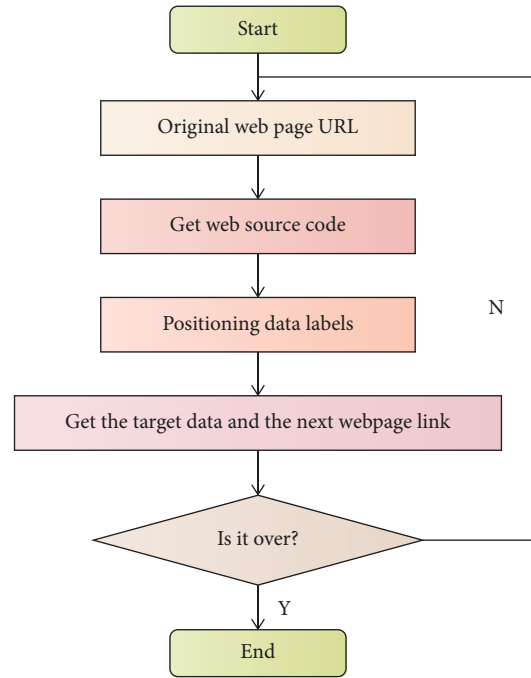 Start
Original web page URL
Get web source code
Positioning data labels
N
Get the target data and the next webpage link
Is it over?
Y
End